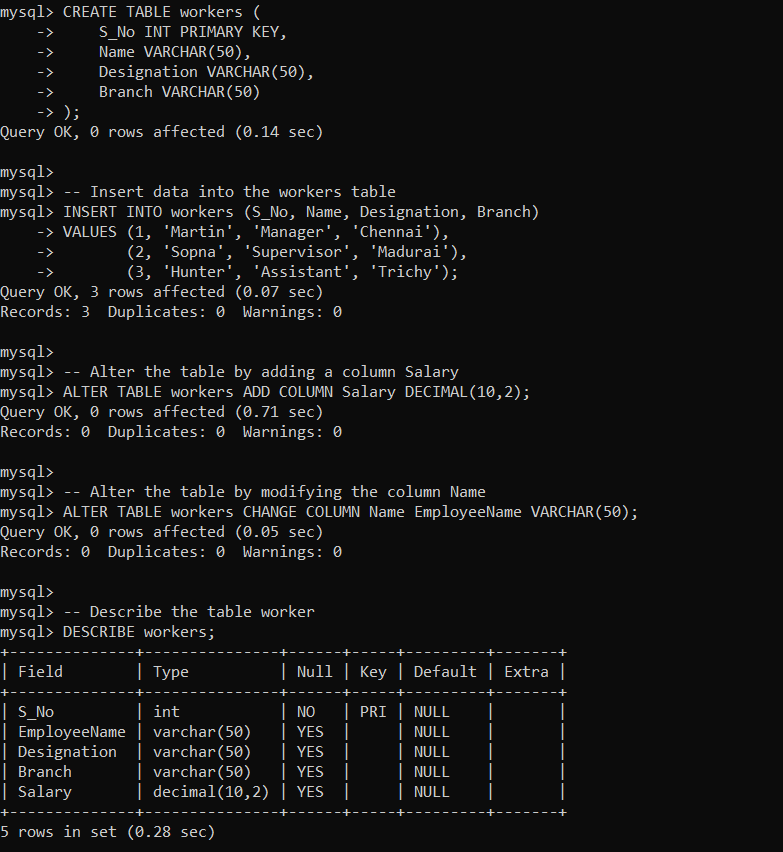 mysql> CREATE TABLE workers (
    ->     S_No INT PRIMARY KEY,
    ->     Name VARCHAR(50),
    ->     Designation VARCHAR(50),
    ->     Branch VARCHAR(50)
    -> );
Query OK, 0 rows affected (0.14 sec)

mysql>
mysql> -- Insert data into the workers table
mysql> INSERT INTO workers (S_No, Name, Designation, Branch)
    -> VALUES (1, 'Martin', 'Manager', 'Chennai'),
    ->        (2, 'Sopna', 'Supervisor', 'Madurai'),
    ->        (3, 'Hunter', 'Assistant', 'Trichy');
Query OK, 3 rows affected (0.07 sec)
Records: 3  Duplicates: 0  Warnings: 0

mysql>
mysql> -- Alter the table by adding a column Salary
mysql> ALTER TABLE workers ADD COLUMN Salary DECIMAL(10,2);
Query OK, 0 rows affected (0.71 sec)
Records: 0  Duplicates: 0  Warnings: 0

mysql>
mysql> -- Alter the table by modifying the column Name
mysql> ALTER TABLE workers CHANGE COLUMN Name EmployeeName VARCHAR(50);
Query OK, 0 rows affected (0.05 sec)
Records: 0  Duplicates: 0  Warnings: 0

mysql>
mysql> -- Describe the table worker
mysql> DESCRIBE workers;
+--------------+---------------+------+-----+---------+-------+
| Field        | Type          | Null | Key | Default | Extra |
+--------------+---------------+------+-----+---------+-------+
| S_No         | int           | NO   | PRI | NULL    |       |
| EmployeeName | varchar(50)   | YES  |     | NULL    |       |
| Designation  | varchar(50)   | YES  |     | NULL    |       |
| Branch       | varchar(50)   | YES  |     | NULL    |       |
| Salary       | decimal(10,2) | YES  |     | NULL    |       |
+--------------+---------------+------+-----+---------+-------+
5 rows in set (0.28 sec)